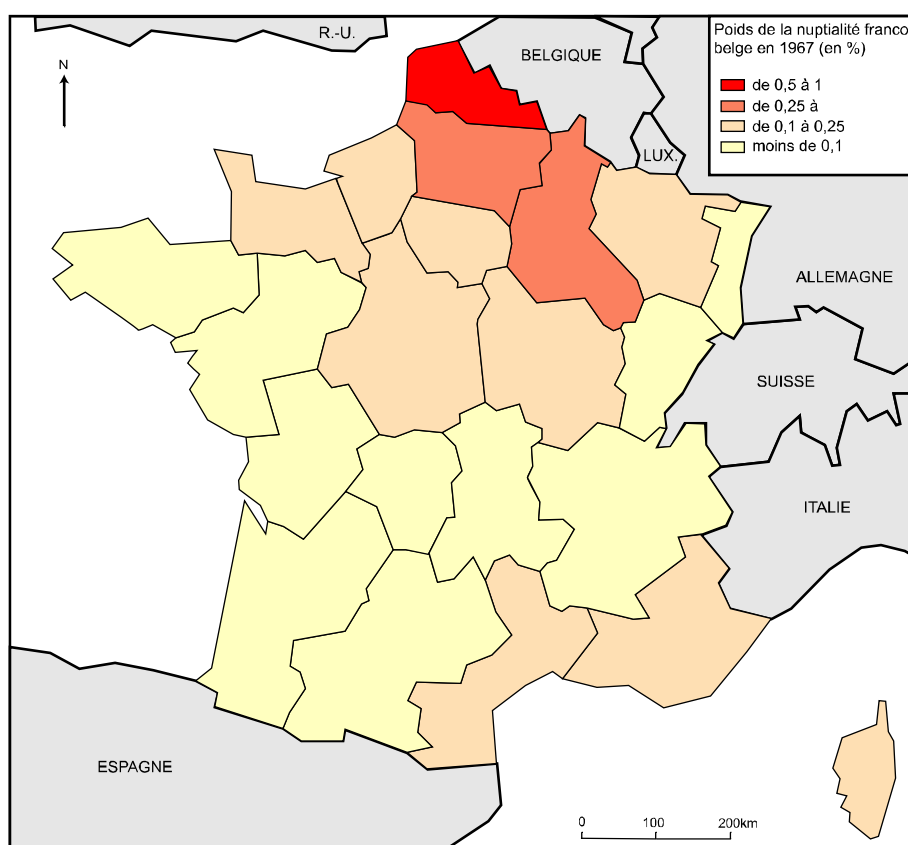 R.-U.
BELGIQUE
Poids de la nuptialité franco
belge en 1967 (en %)
de 0,5 à 1
de 0,25 à
de 0,1 à 0,25
moins de 0,1
N
LUX.
ALLEMAGNE
SUISSE
ITALIE
ESPAGNE
0 100 200km